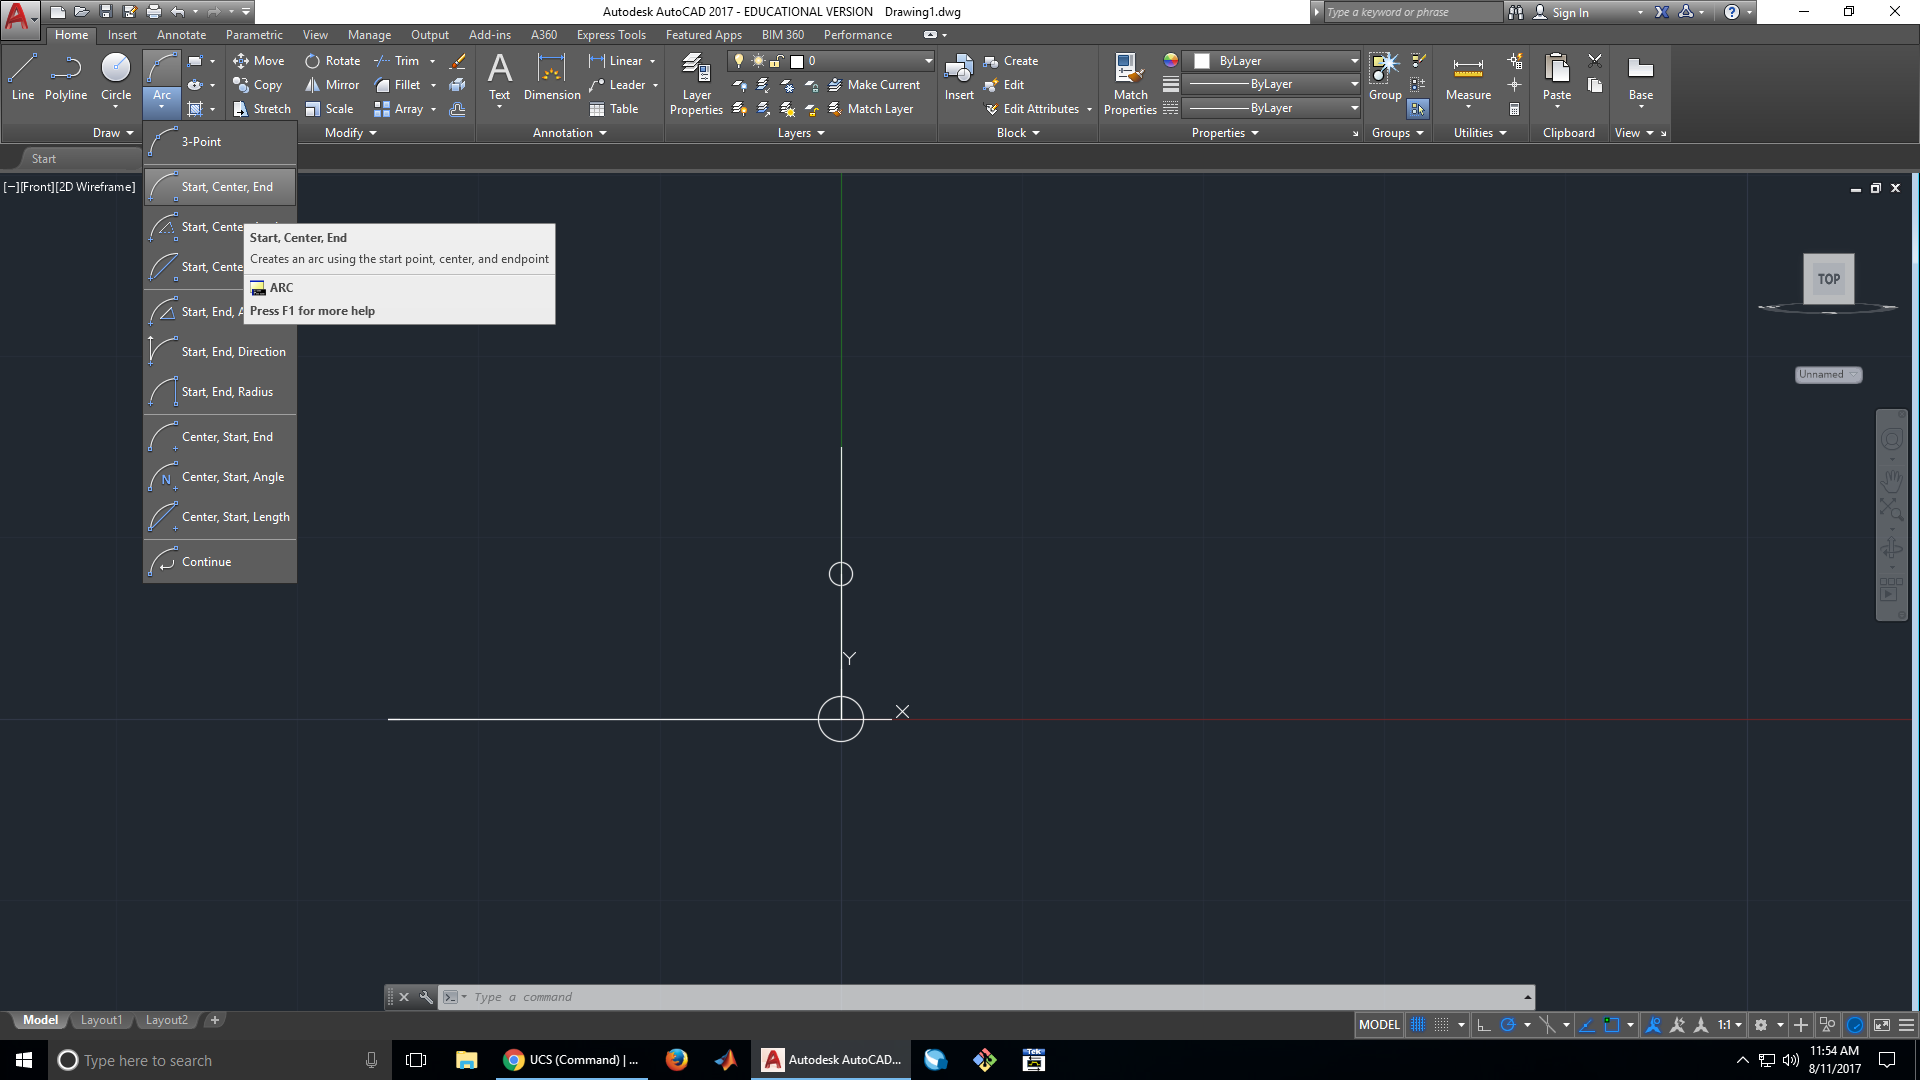 Autodesk AutoCAD 2017 - EDUCATIONAL VERSION Drawing1.dwg
Type a keyword or phrase
Sign In
Home Insert Annotate Parametric View Manage Output Add-ins A360 Express Tools Featured Apps BIM 360 Performance
Line
Polyline
Circle
Arc
Move
Copy
Stretch
Rotate
Mirror
Scale
Trim
Fillet
Array
Text
Dimension
Linear
Leader
Table
Layer
Properties
0
Make Current
Match Layer
Insert
Create
Edit
Edit Attributes
Match
Properties
ByLayer
ByLayer
ByLayer
Group
Measure
Paste
Base
Draw
Modify
Annotation
Layers
Block
Properties
Groups
Utilities
Clipboard
View
Start
[−][Front][2D Wireframe]
3-Point
Start, Center, End
Start, Cente
Start, Cente
Start, End, A
Start, End, Direction
Start, End, Radius
Center, Start, End
Center, Start, Angle
Center, Start, Length
Continue
Start, Center, End
Creates an arc using the start point, center, and endpoint
ARC
Press F1 for more help
TOP
Unnamed
Y
X
Type a command
Model Layout1 Layout2
MODEL
1:1
Type here to search
UCS (Command) | ...
Autodesk AutoCAD...
Tek
11:54 AM
8/11/2017